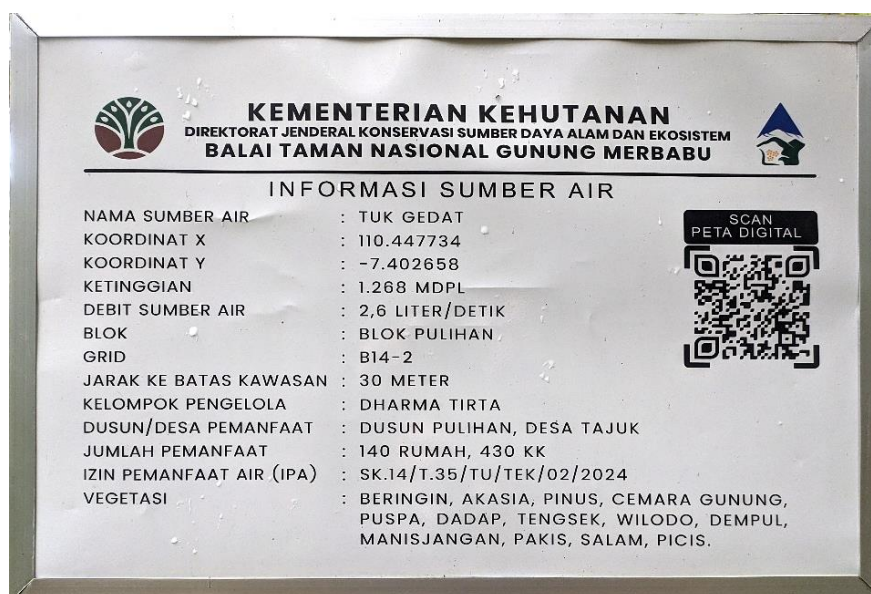 KEMENTERIAN KEHUTANAN
DIREKTORAT JENDERAL KONSERVASI SUMBER DAYA ALAM DAN EKOSISTEM
BALAI TAMAN NASIONAL GUNUNG MERBABU
INFORMASI SUMBER AIR
NAMA SUMBER AIR : TUK GEDAT
KOORDINAT X : 110.447734
KOORDINAT Y : -7.402658
KETINGGIAN : 1.268 MDPL
DEBIT SUMBER AIR : 2,6 LITER/DETIK
BLOK : BLOK PULIHAN
GRID : B14-2
JARAK KE BATAS KAWASAN : 30 METER
KELOMPOK PENGELOLA : DHARMA TIRTA
DUSUN/DESA PEMANFAAT : DUSUN PULIHAN, DESA TAJUK
JUMLAH PEMANFAAT : 140 RUMAH, 430 KK
IZIN PEMANFAAT AIR (IPA) : SK.14/T.35/TU/TEK/02/2024
VEGETASI : BERINGIN, AKASIA, PINUS, CEMARA GUNUNG,
PUSPA, DADAP, TENGSEK, WILODO, DEMPUL,
MANISJANGAN, PAKIS, SALAM, PICIS.
SCAN
PETA DIGITAL